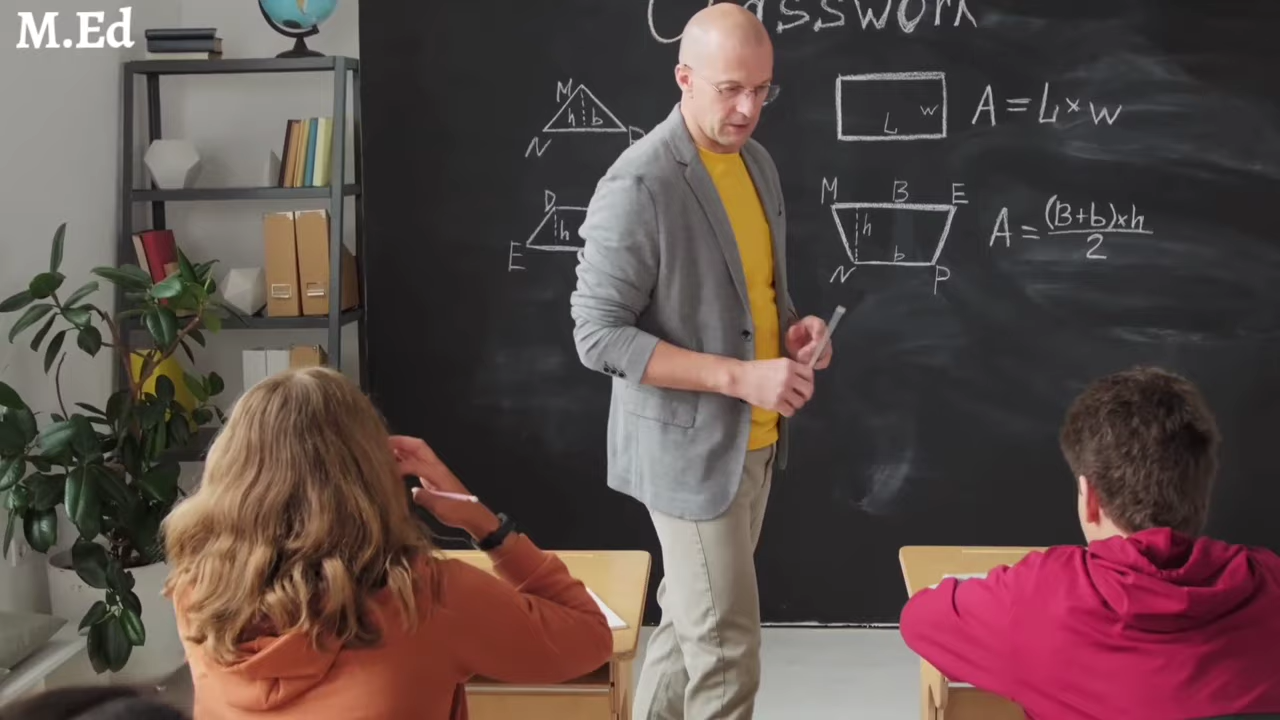 M.Ed
Classwork
M
h b
N
L w
A = L × w
D
h
E
M B E
h
b
N P
A = (B+b)×h
2